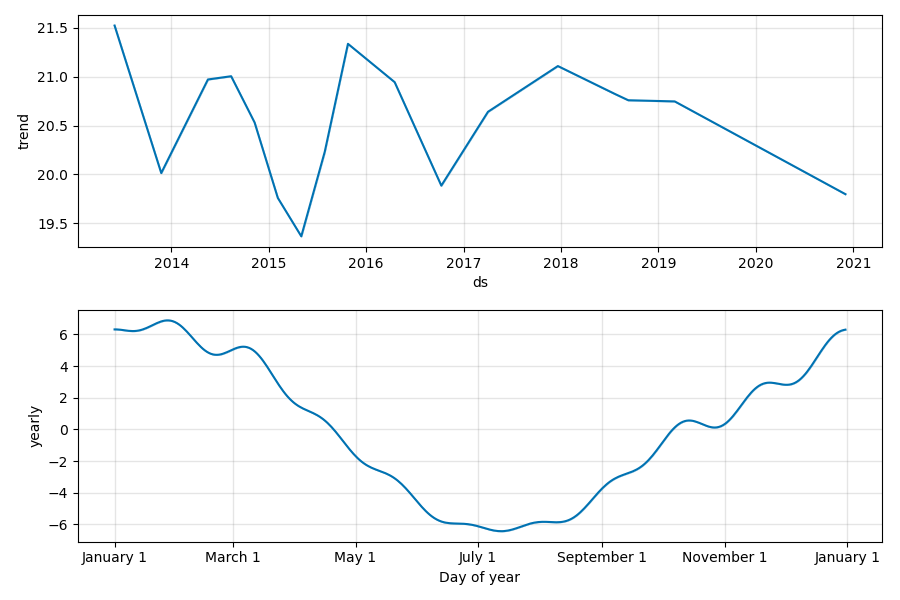 21.5
21.0
20.5
20.0
19.5
trend
2014 2015 2016 2017 2018 2019 2020 2021
ds
6
4
2
0
−2
−4
−6
yearly
January 1 March 1 May 1 July 1 September 1 November 1 January 1
Day of year